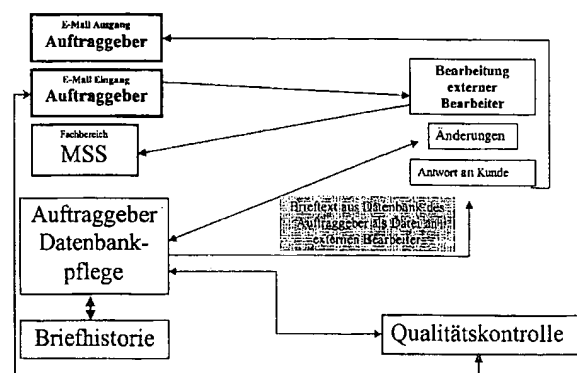 E-Mail Ausgang
Auftraggeber
E-Mail Eingang
Auftraggeber
Bearbeitung
externer
Bearbeiter
Fachbereich
MSS
Änderungen
Antwort an Kunde
Auftraggeber
Datenbank-
pflege
Brieftext aus Datenbank des
Auftraggeber als Datei an
externen Bearbeiter
Briefhistorie
Qualitätskontrolle